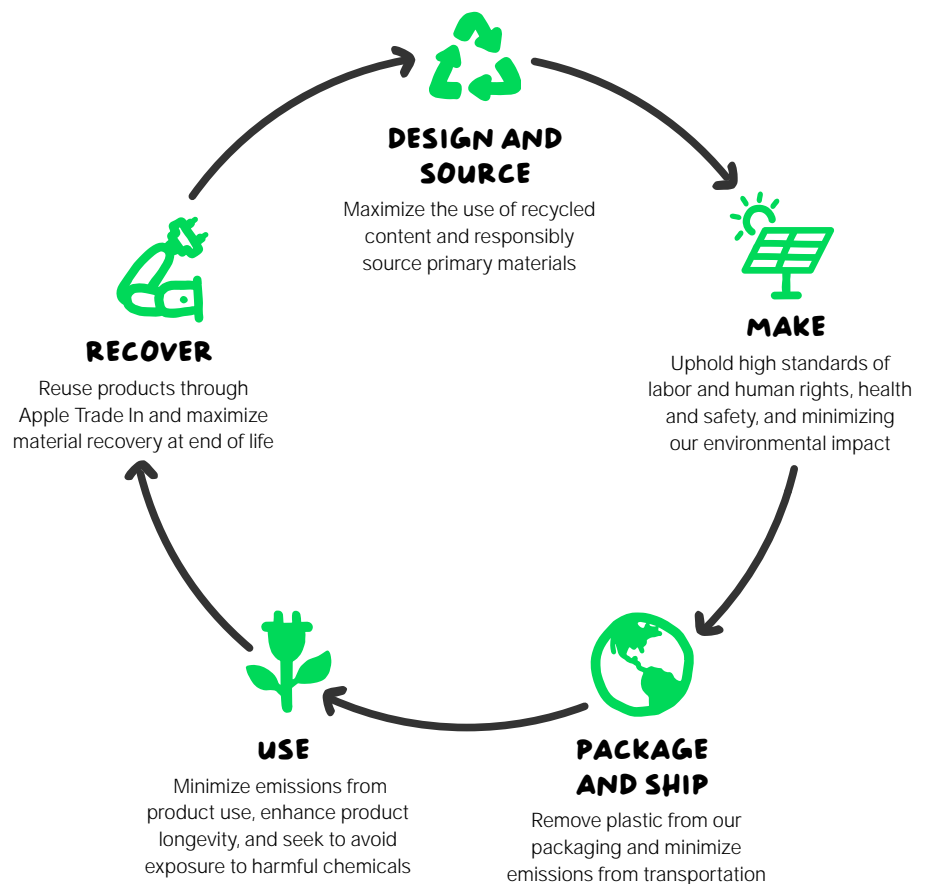 DESIGN AND
SOURCE
Maximize the use of recycled
content and responsibly
source primary materials
MAKE
Uphold high standards of
labor and human rights, health
and safety, and minimizing
our environmental impact
PACKAGE
AND SHIP
Remove plastic from our
packaging and minimize
emissions from transportation
USE
Minimize emissions from
product use, enhance product
longevity, and seek to avoid
exposure to harmful chemicals
RECOVER
Reuse products through
Apple Trade In and maximize
material recovery at end of life